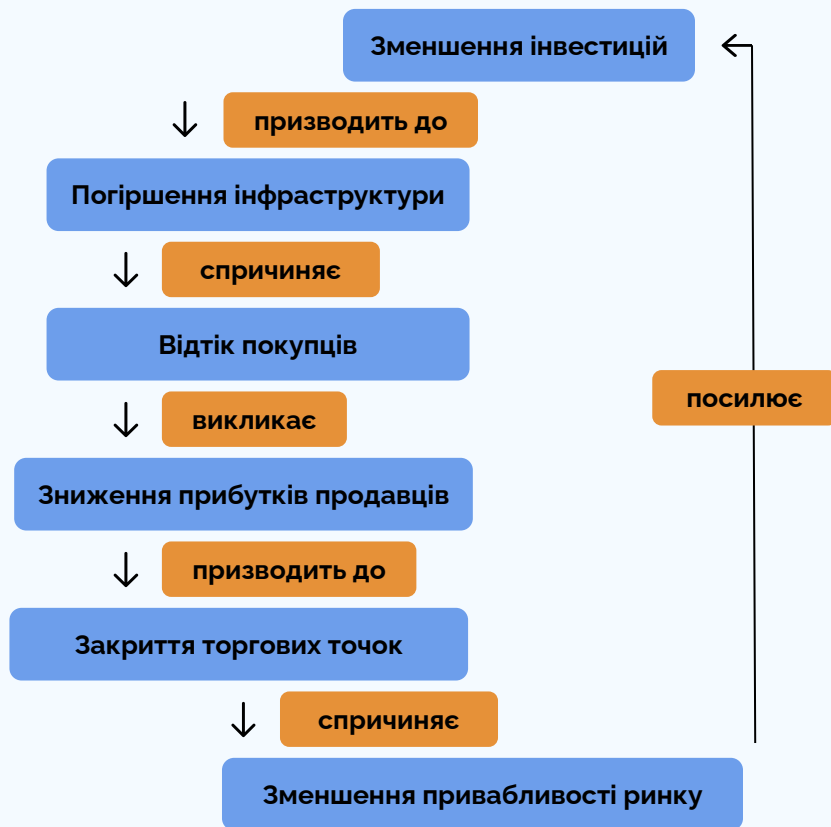 Зменшення інвестицій
призводить до
Погіршення інфраструктури
спричиняє
Відтік покупців
викликає
посилює
Зниження прибутків продавців
призводить до
Закриття торгових точок
спричиняє
Зменшення привабливості ринку